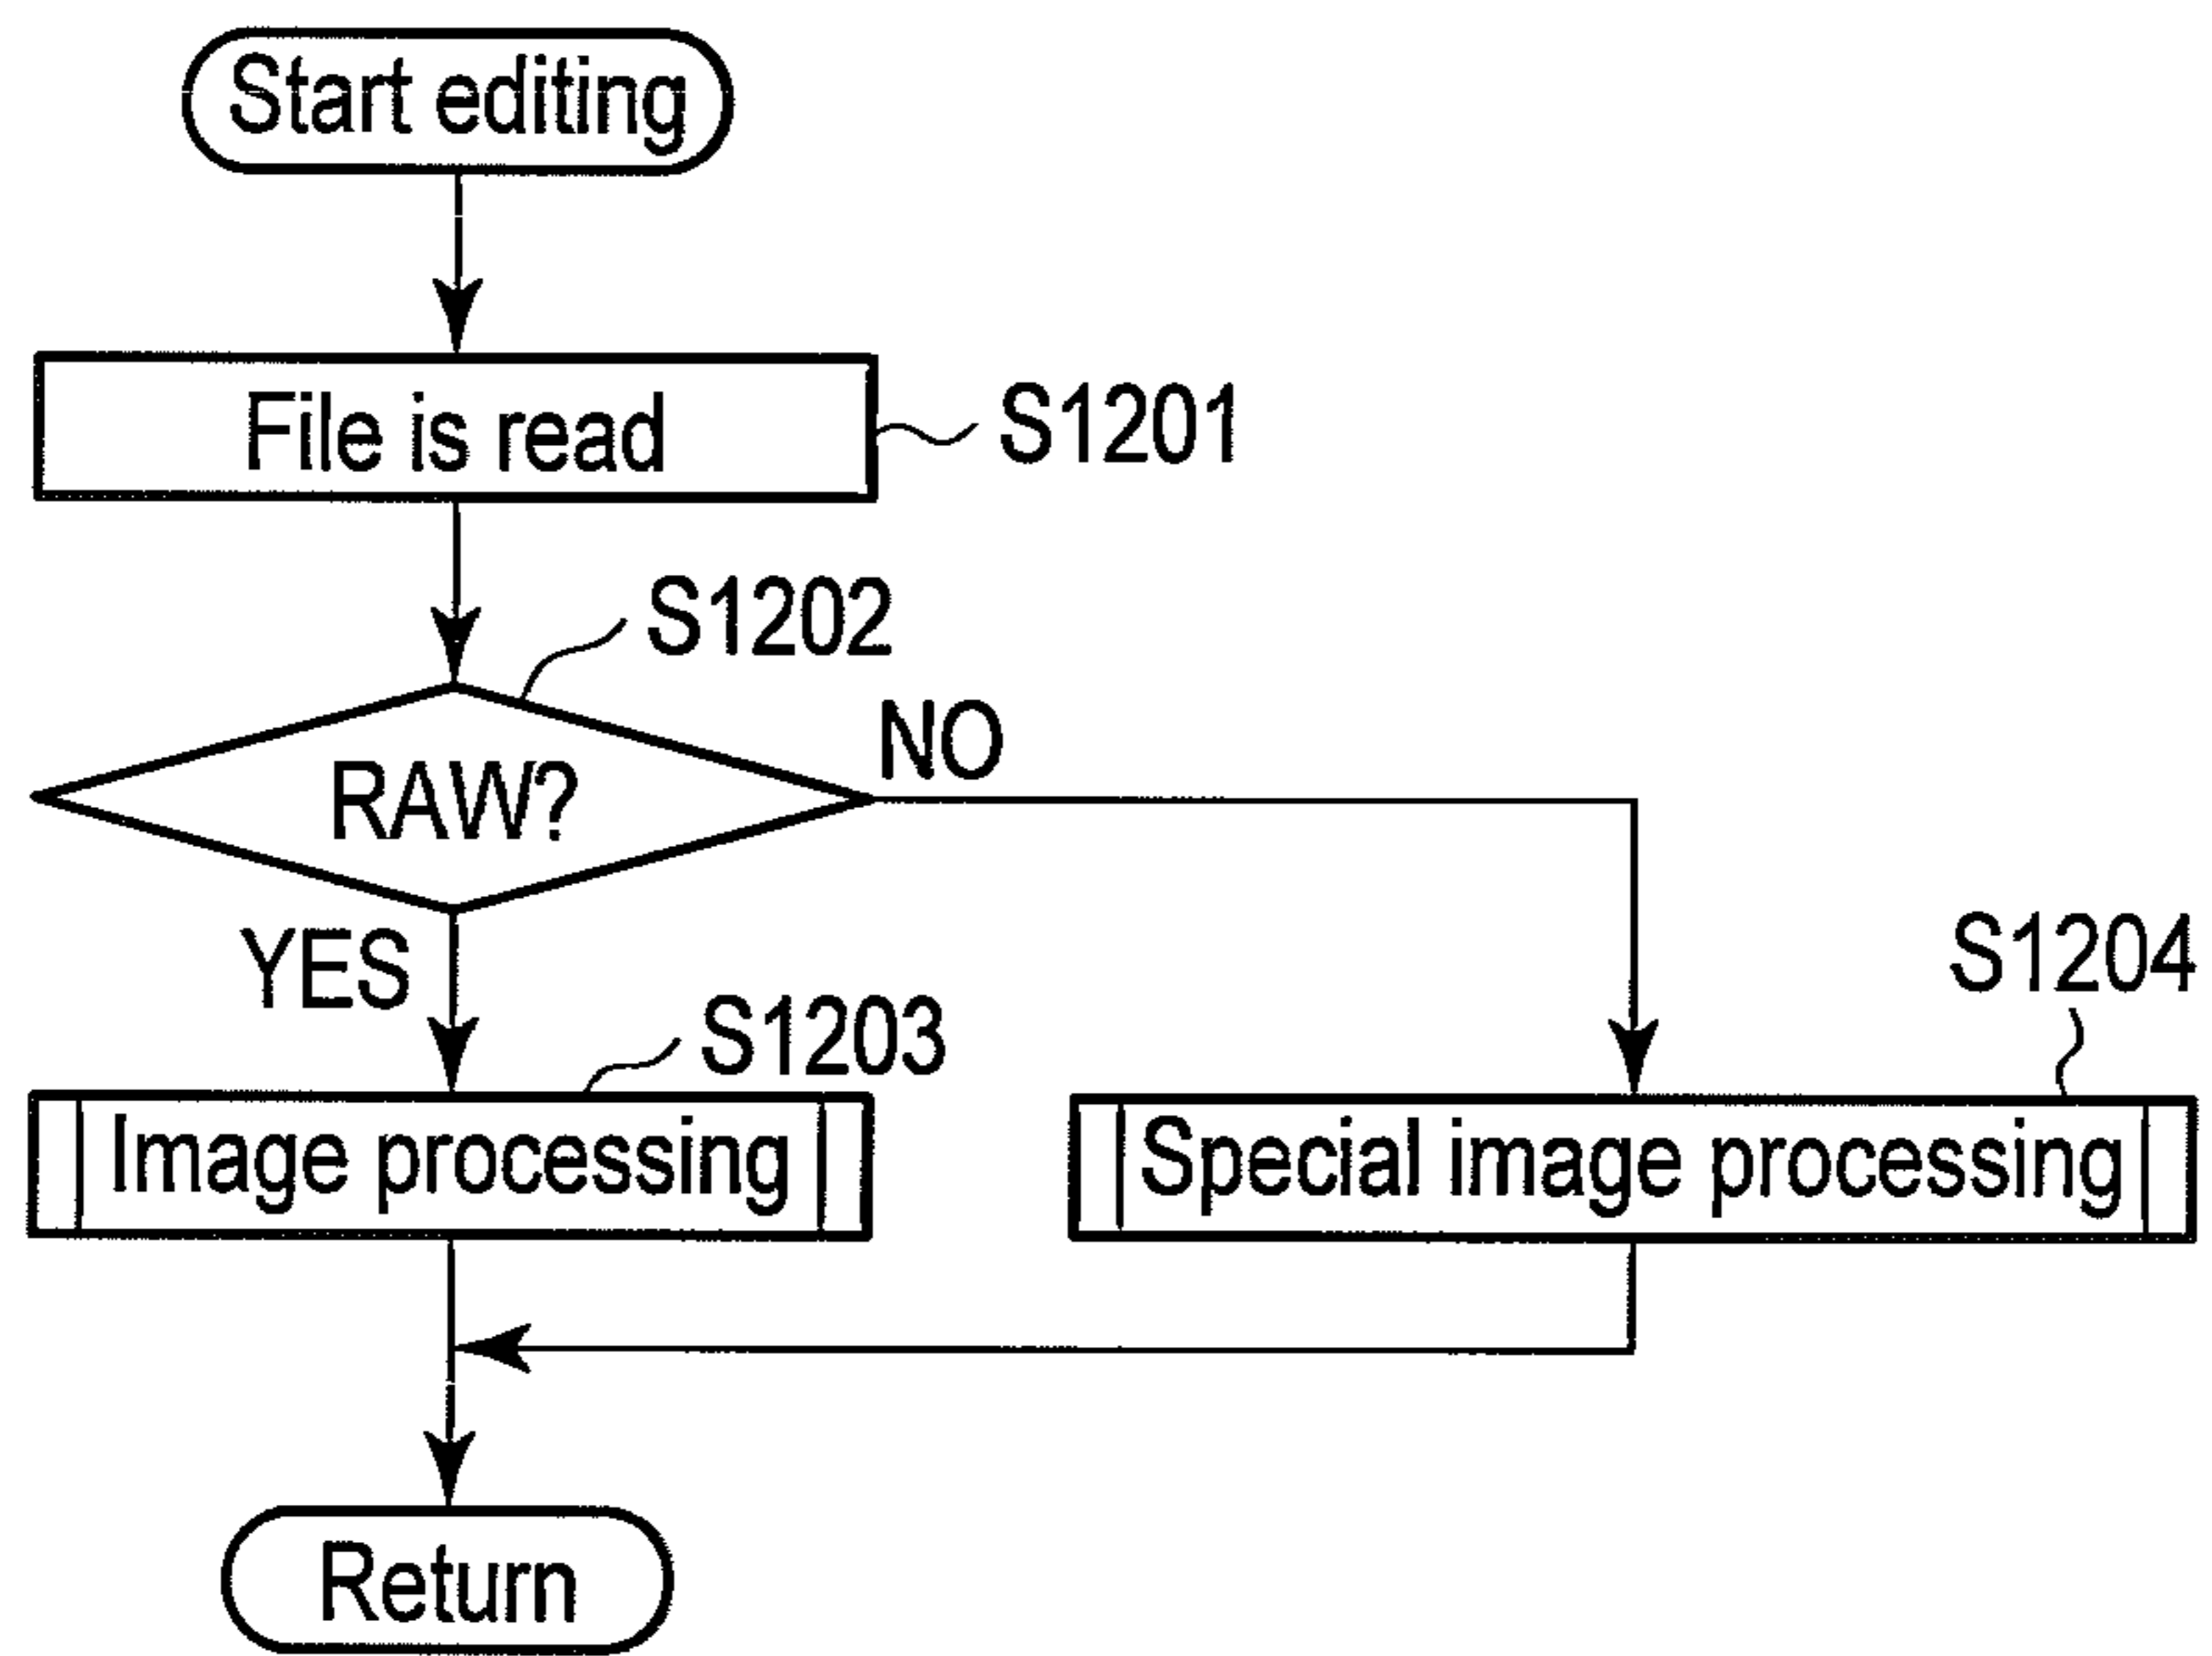 Start editing
File is read
S1201
S1202
RAW?
NO
YES
S1203
S1204
Image processing
Special image processing
Return